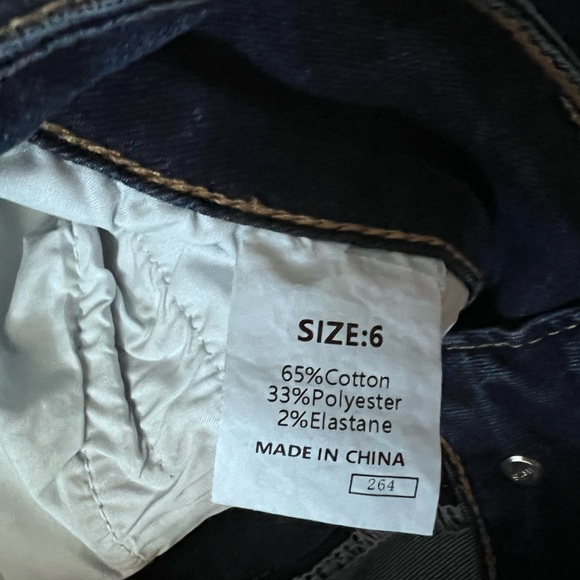 SIZE:6
65%Cotton
33%Polyester
2%Elastane
MADE IN CHINA
264